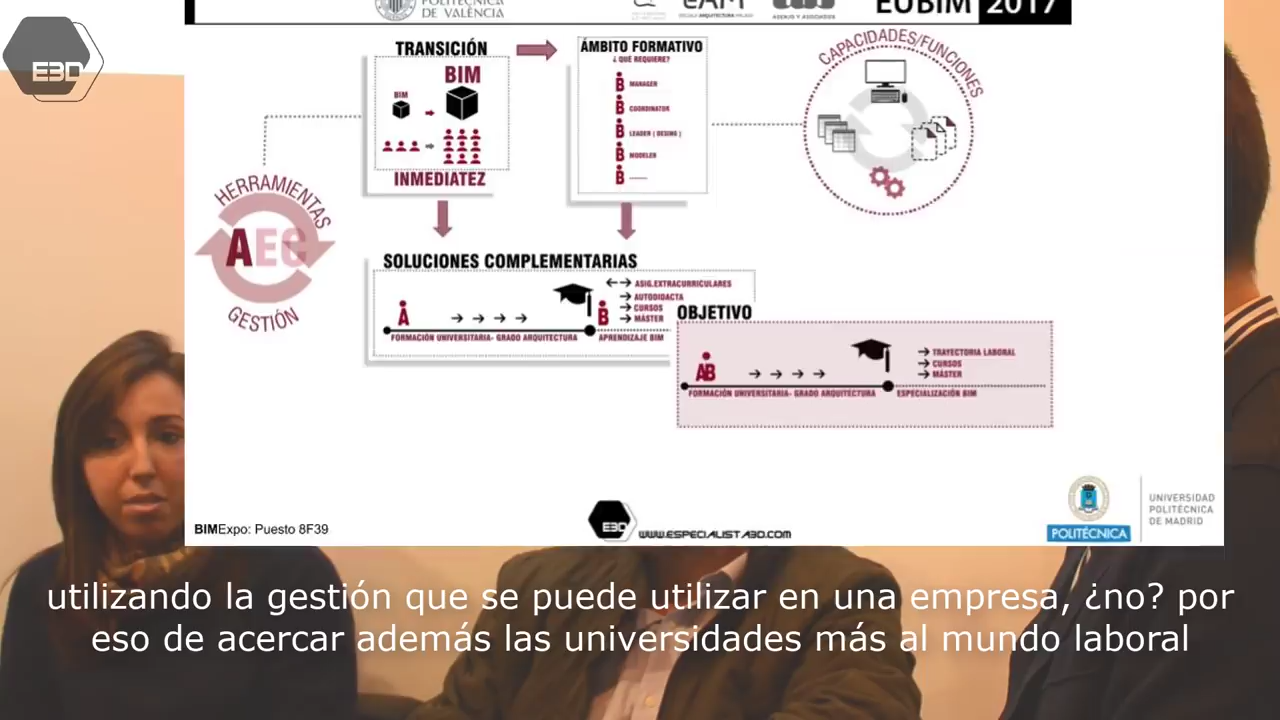 POLITÈCNICA
DE VALÈNCIA
EAM
EUBIM 2017
E3D
TRANSICIÓN
BIM
BIM
INMEDIATEZ
ÁMBITO FORMATIVO
¿ QUÉ REQUIERE?
B MANAGER
B COORDINATOR
B LEADER ( DESING )
B MODELER
B
CAPACIDADES/FUNCIONES
HERRAMIENTAS
AEC
GESTIÓN
SOLUCIONES COMPLEMENTARIAS
A
B
ASIG.EXTRACURRICULARES
AUTODIDACTA
CURSOS
MÁSTER
FORMACIÓN UNIVERSITARIA- GRADO ARQUITECTURA
APRENDIZAJE BIM
OBJETIVO
AB
TRAYECTORIA LABORAL
CURSOS
MÁSTER
FORMACIÓN UNIVERSITARIA- GRADO ARQUITECTURA
ESPECIALIZACIÓN BIM
BIMExpo: Puesto 8F39
E3D
WWW.ESPECIALISTA3D.COM
POLITÉCNICA
UNIVERSIDAD
POLITÉCNICA
DE MADRID
utilizando la gestión que se puede utilizar en una empresa, ¿no? por
eso de acercar además las universidades más al mundo laboral